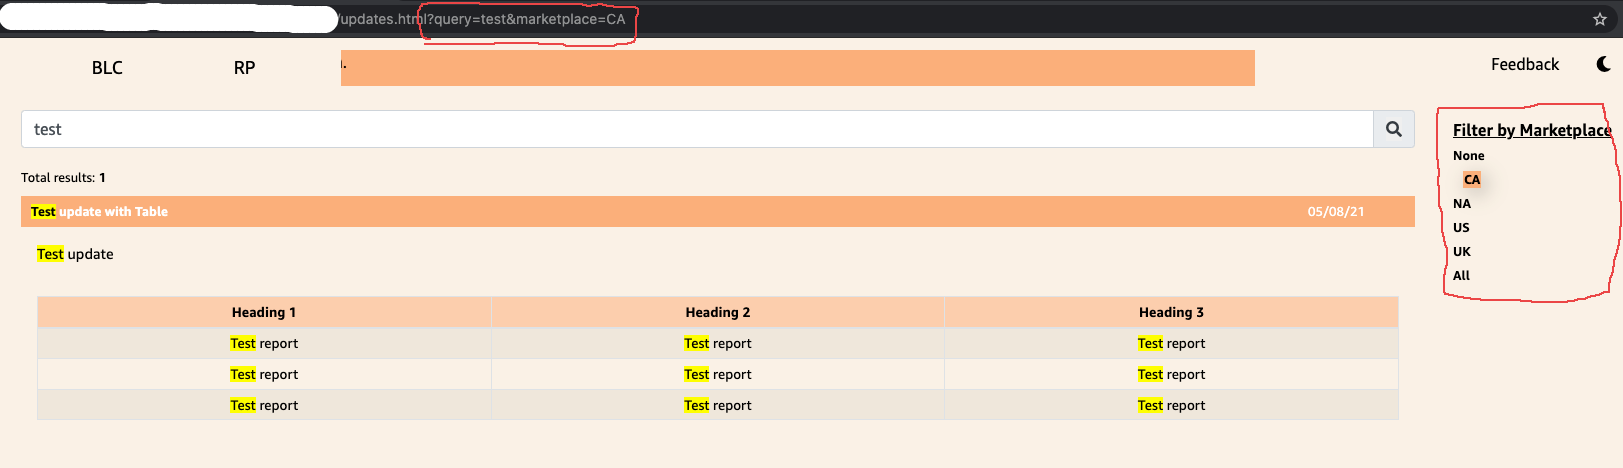 /updates.html?query=test&marketplace=CA
BLC RP .
Feedback
test
Filter by Marketplace
None
CA
NA
US
UK
All
Total results: 1
Test update with Table 05/08/21
Test update
Heading 1 Heading 2 Heading 3
Test report Test report Test report
Test report Test report Test report
Test report Test report Test report